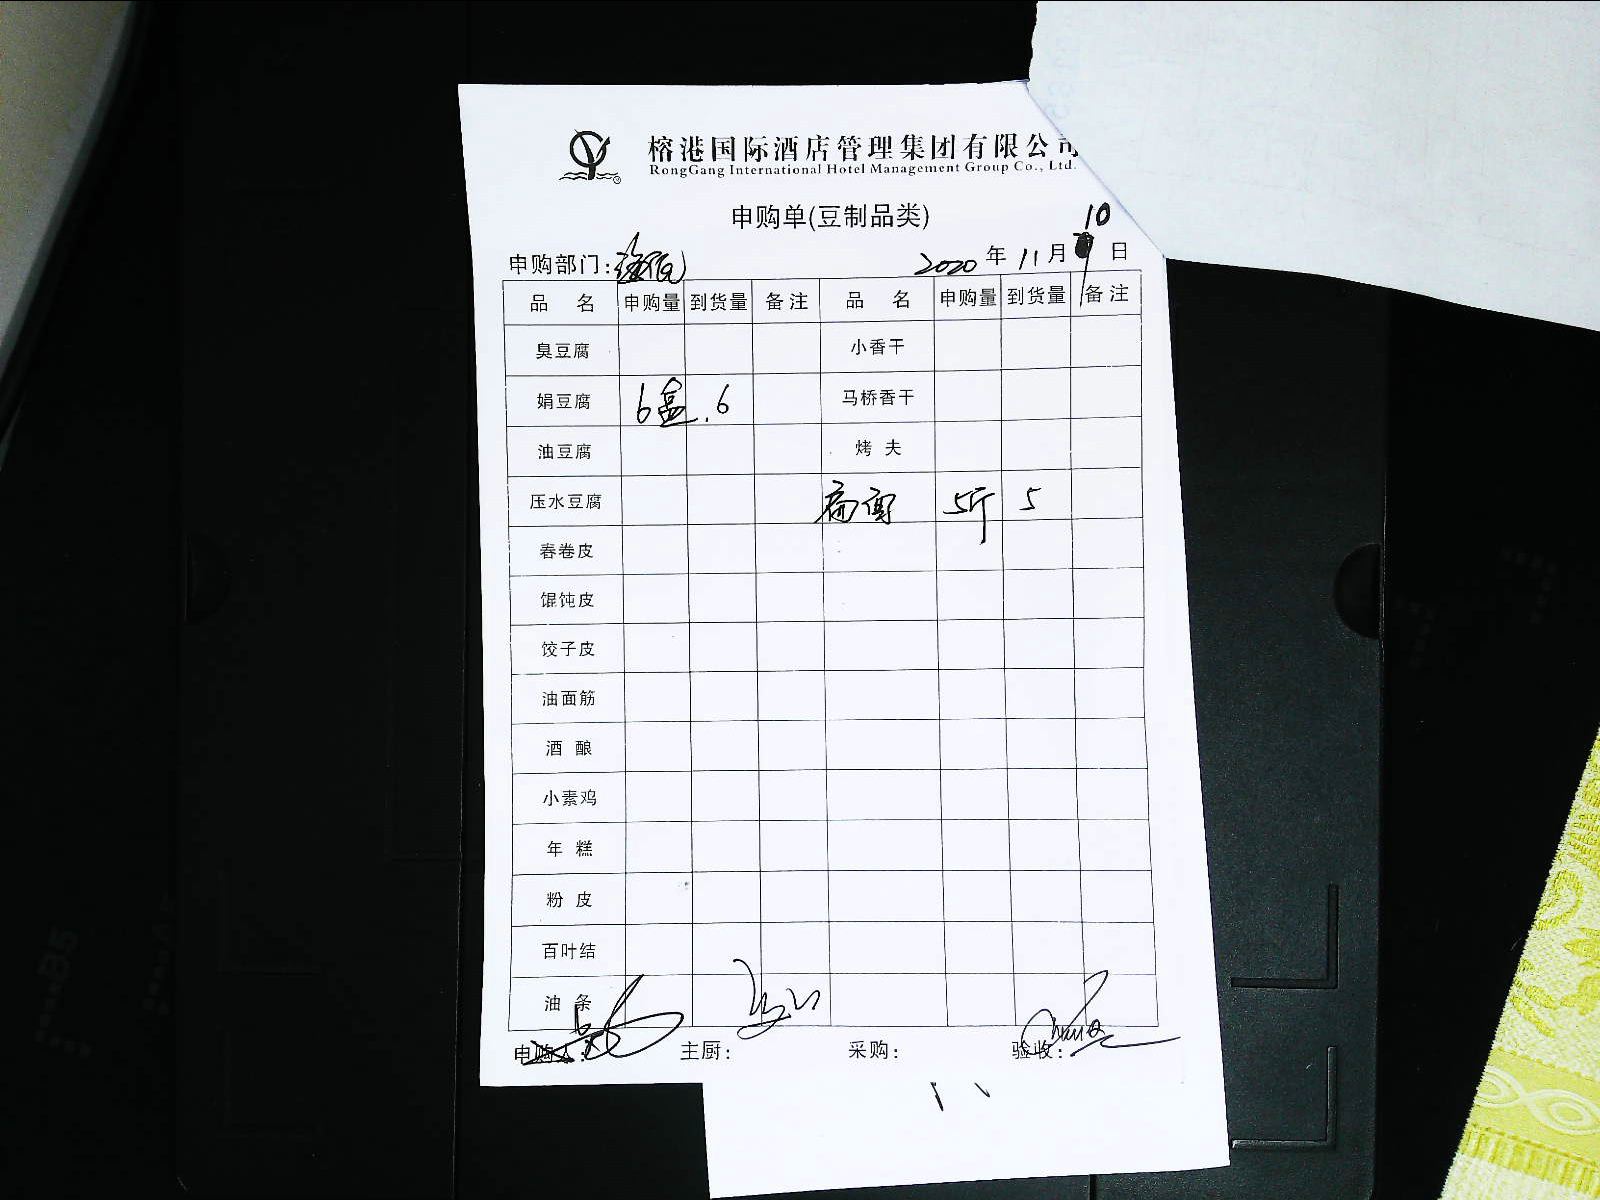 榕港国际酒店管理集团有限公司
RongGang International Hotel Management Group Co., Ltd.
申购单(豆制品类)
10
申购部门: 2020 年 11 月 日
品 名 申购量 到货量 备注 品 名 申购量 到货量 备注
臭豆腐 小香干
娟豆腐 6盒 6 马桥香干
油豆腐 烤 夫
压水豆腐 5斤 5
春卷皮
馄饨皮
饺子皮
油面筋
酒 酿
小素鸡
年 糕
粉 皮
百叶结
油 条
申购人: 主厨: 采购: 验收: